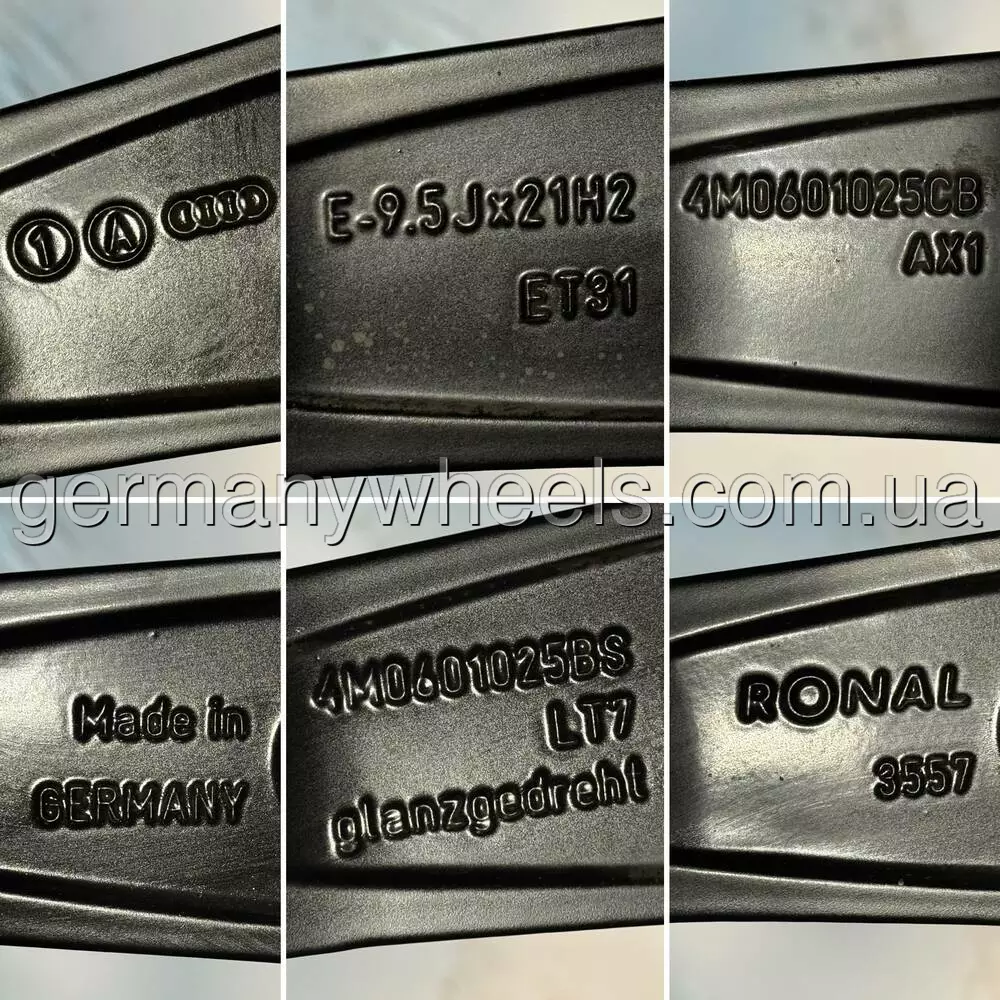 1 A
E-9.5Jx21H2
ET31
4M0601025CB
AX1
germanywheels.com.ua
Made in
GERMANY
4M0601025BS
LT7
glanzgedreht
RONAL
3557